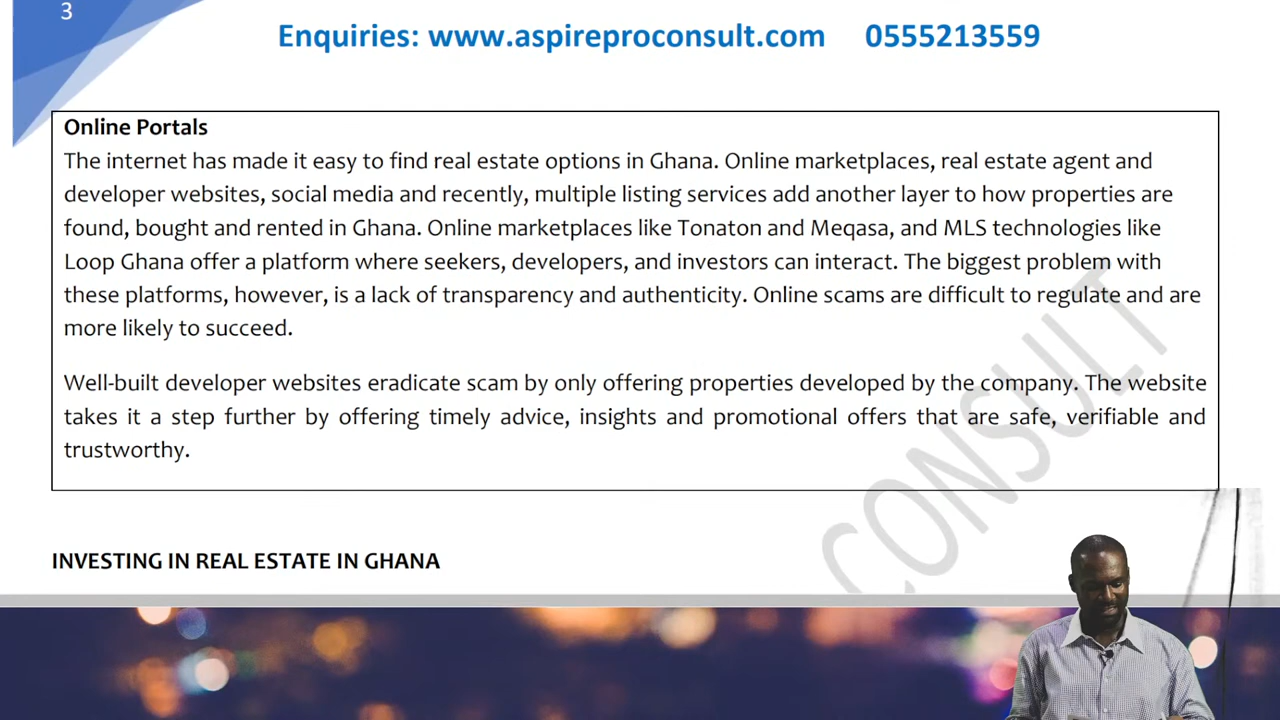 3
Enquiries: www.aspireproconsult.com 0555213559
Online Portals
The internet has made it easy to find real estate options in Ghana. Online marketplaces, real estate agent and
developer websites, social media and recently, multiple listing services add another layer to how properties are
found, bought and rented in Ghana. Online marketplaces like Tonaton and Meqasa, and MLS technologies like
Loop Ghana offer a platform where seekers, developers, and investors can interact. The biggest problem with
these platforms, however, is a lack of transparency and authenticity. Online scams are difficult to regulate and are
more likely to succeed.
Well-built developer websites eradicate scam by only offering properties developed by the company. The website
takes it a step further by offering timely advice, insights and promotional offers that are safe, verifiable and
trustworthy.
CONSULT
INVESTING IN REAL ESTATE IN GHANA